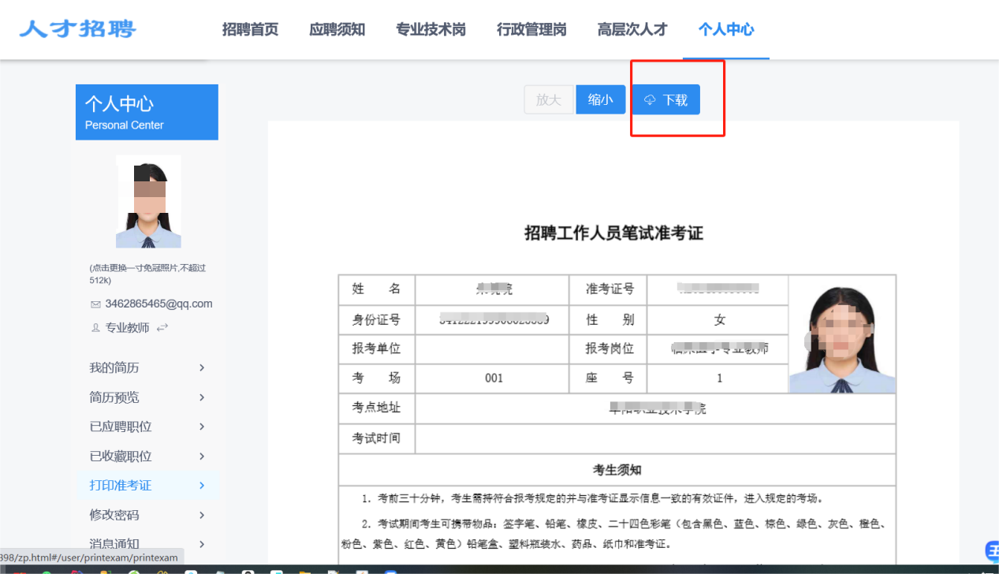 人才招聘 招聘首页 应聘须知 专业技术岗 行政管理岗 高层次人才 个人中心
个人中心
Personal Center
(点击更换一寸免冠照片,不超过
512k)
3462865465@qq.com
专业教师
我的简历
简历预览
已应聘职位
已收藏职位
打印准考证
修改密码
消息通知
398/zp.html#/user/printexam/printexam
放大 缩小 下载
招聘工作人员笔试准考证
姓 名 准考证号
身份证号 性 别 女
报考单位 报考岗位
考 场 001 座 号 1
考点地址
考试时间
考生须知
1. 考前三十分钟，考生需持符合报考规定的并与准考证显示信息一致的有效证件，进入规定的考场。
2. 考试期间考生可携带物品：签字笔、铅笔、橡皮、二十四色彩笔（包含黑色、蓝色、棕色、绿色、灰色、橙色、
粉色、紫色、红色、黄色）铅笔盒、塑料瓶装水、药品、纸巾和准考证。